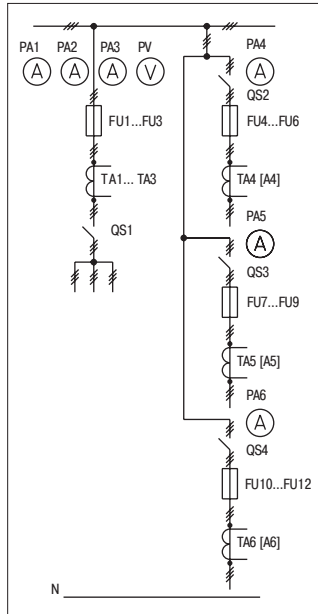 PA1 PA2 PA3 PV PA4
A A A V A
QS2
FU1...FU3 FU4...FU6
TA1... TA3 TA4 [A4]
PA5
QS1 A
QS3
FU7...FU9
TA5 [A5]
PA6
A
QS4
FU10...FU12
TA6 [A6]
N